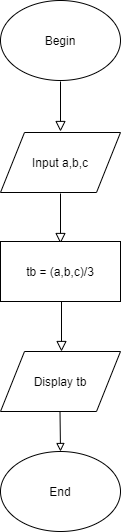 Begin
Input a,b,c
tb = (a,b,c)/3
Display tb
End